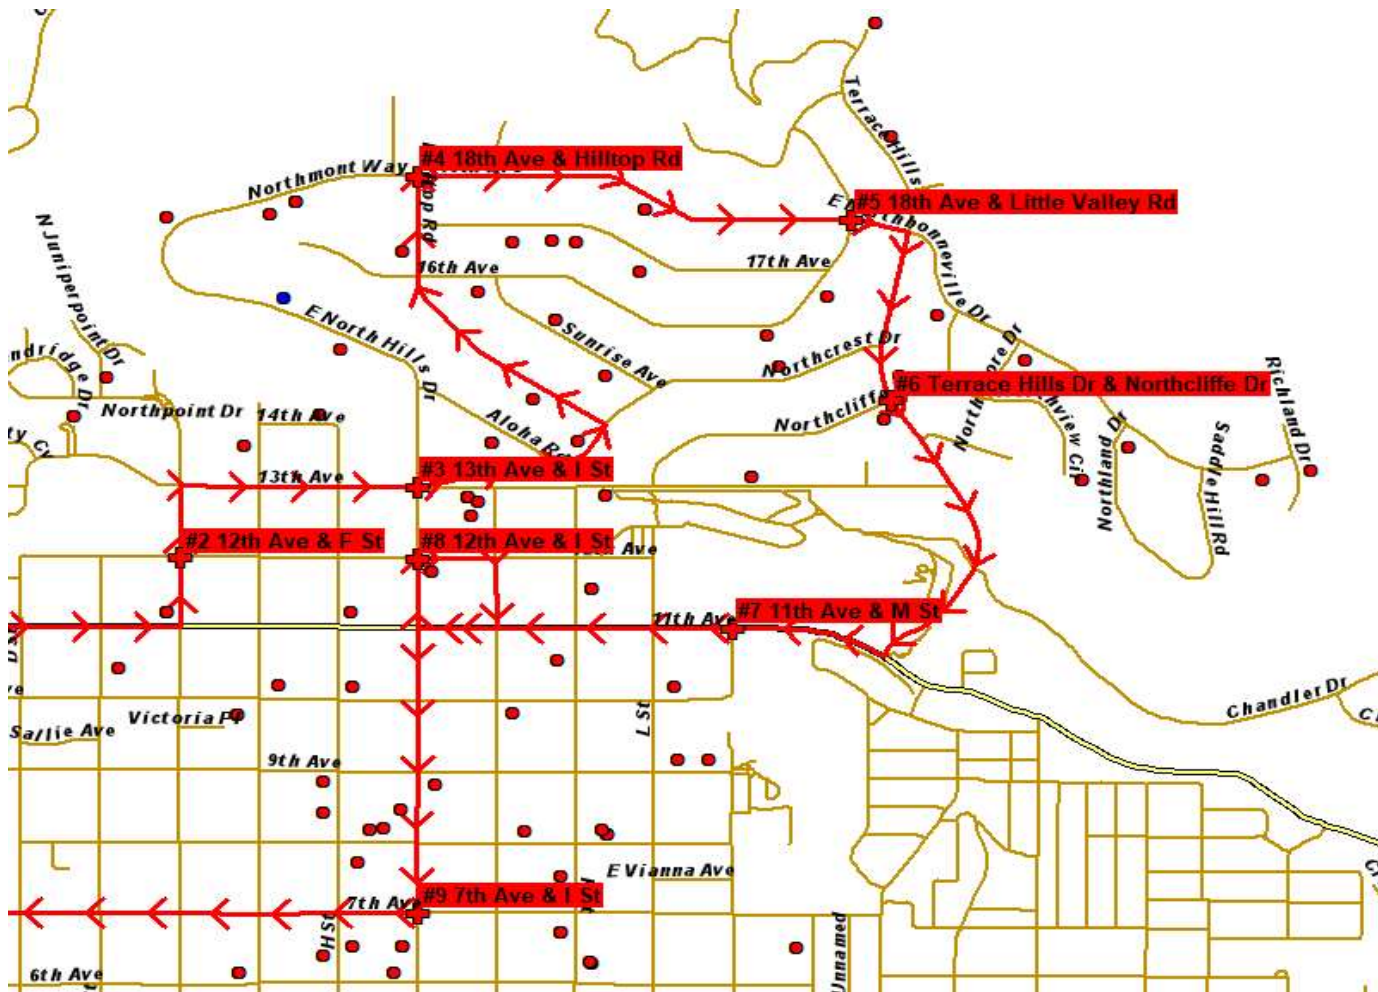 Terrace Hills
#4 18th Ave & Hilltop Rd
Northmont Way
Rd
#5 18th Ave & Little Valley Rd
N Juniperpoint Dr
17th Ave
16th Ave
E North Hills Dr
Sunrise Ave
Northcrest Dr
#6 Terrace Hills Dr & Northcliffe Dr
Richland Dr
Northpoint Dr
14th Ave
Northcliffe
Aloha Rd
Northland Dr
Saddle Hill Rd
13th Ave
#3 13th Ave & I St
#2 12th Ave & F St
#8 12th Ave & I St
Ave
11th Ave
#7 11th Ave & M St
Victoria Pl
Sallie Ave
L St
Chandler Dr
9th Ave
E Vianna Ave
#9 7th Ave & I St
7th Ave
H St
Unnamed
6th Ave